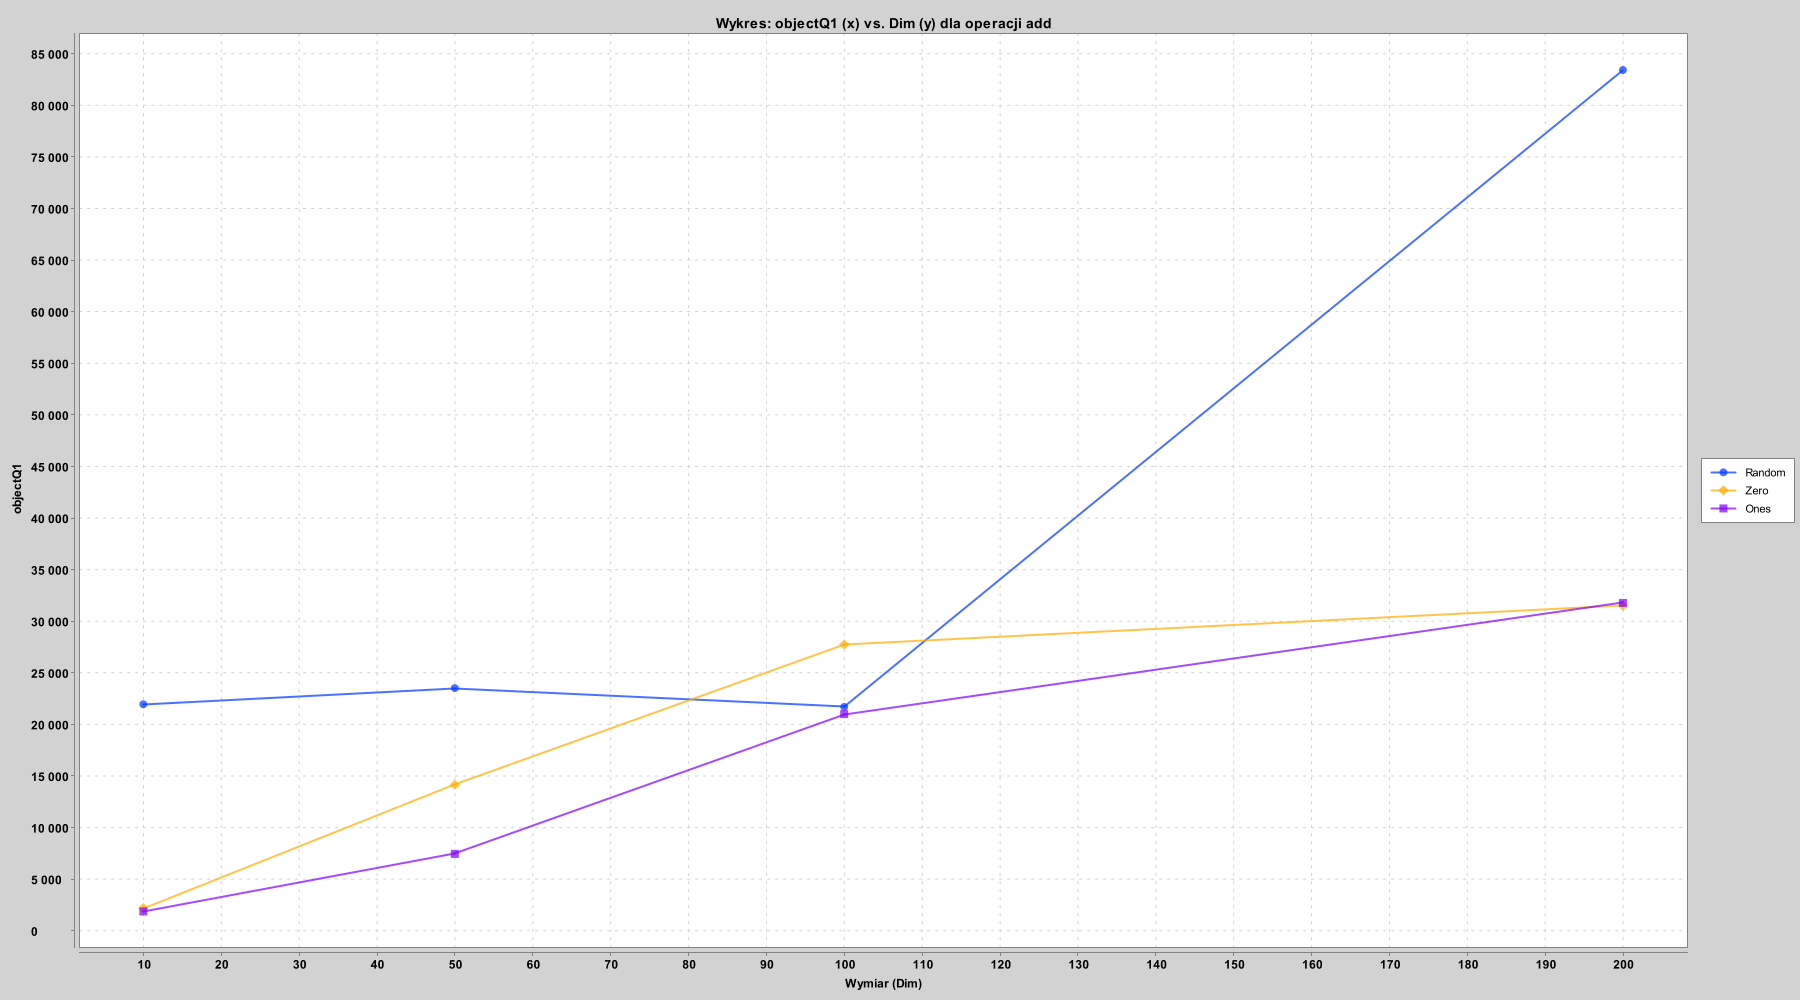 Wykres: objectQ1 (x) vs. Dim (y) dla operacji add
85 000
80 000
75 000
70 000
65 000
60 000
55 000
50 000
45 000
40 000
35 000
30 000
25 000
20 000
15 000
10 000
5 000
0
objectQ1
10 20 30 40 50 60 70 80 90 100 110 120 130 140 150 160 170 180 190 200
Wymiar (Dim)
Random
Zero
Ones